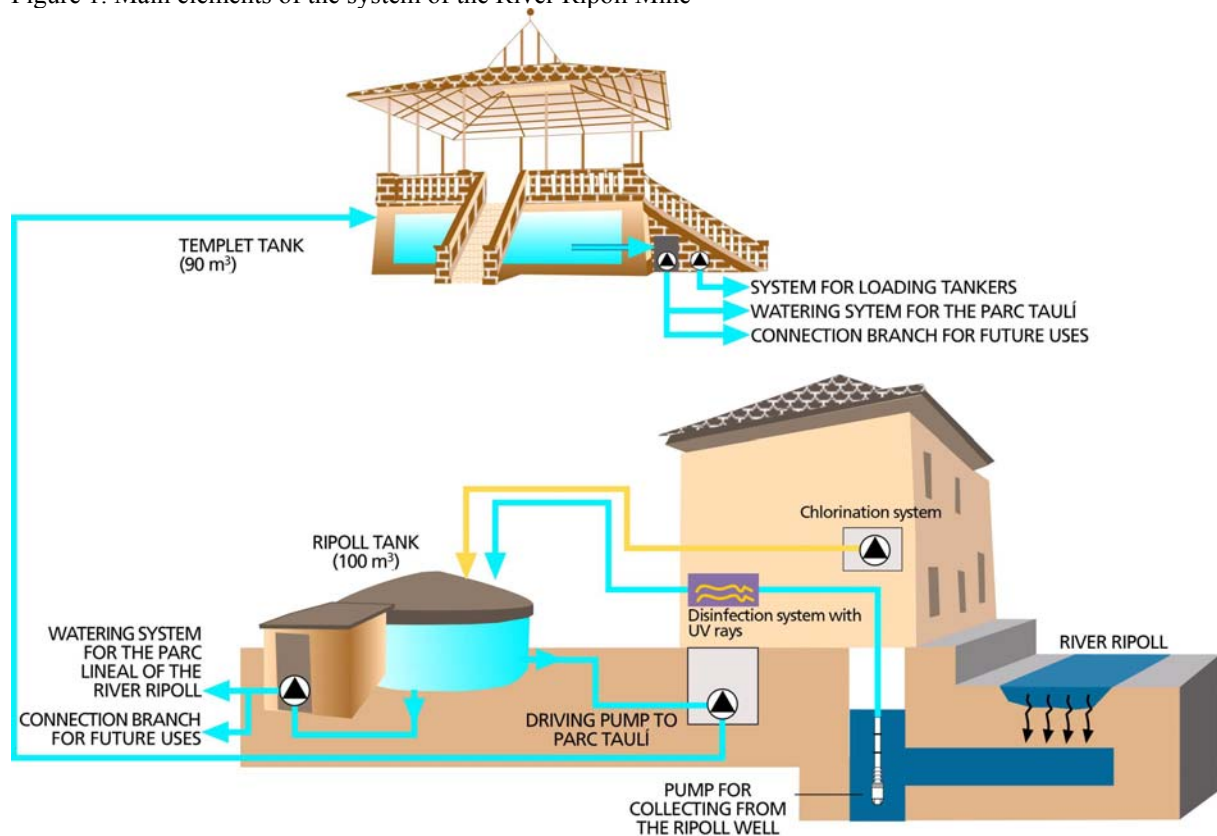 Figure 1. Main elements of the system of the River Ripoll Mine
TEMPLET TANK
(90 m³)
SYSTEM FOR LOADING TANKERS
WATERING SYTEM FOR THE PARC TAULÍ
CONNECTION BRANCH FOR FUTURE USES
Chlorination system
RIPOLL TANK
(100 m³)
Disinfection system with
UV rays
RIVER RIPOLL
WATERING SYSTEM
FOR THE PARC
LINEAL OF THE
RIVER RIPOLL
CONNECTION BRANCH
FOR FUTURE USES
DRIVING PUMP TO
PARC TAULÍ
PUMP FOR
COLLECTING FROM
THE RIPOLL WELL